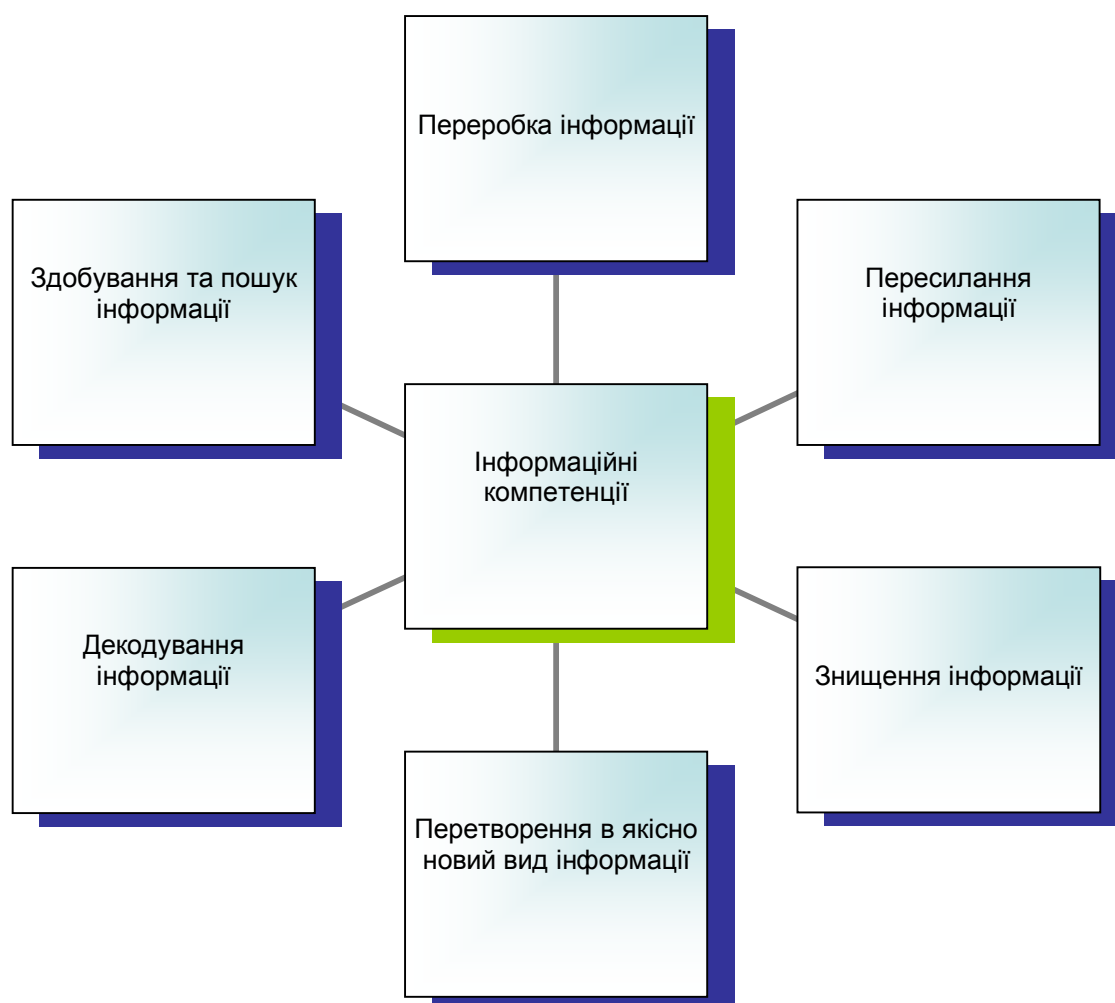 Переробка інформації
Здобування та пошук
інформації
Пересилання
інформації
Інформаційні
компетенції
Декодування
інформації
Знищення інформації
Перетворення в якісно
новий вид інформації